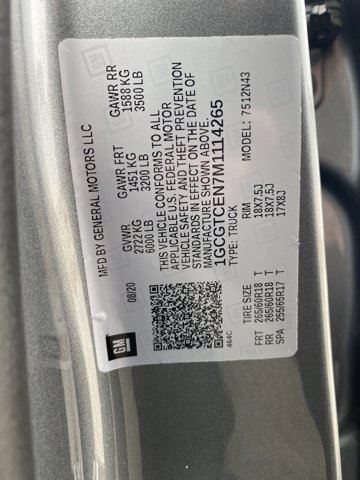 MFD BY GENERAL MOTORS LLC
GM
08/20
GVWR GAWR FRT GAWR RR
2722 KG 1451 KG 1588 KG
6000 LB 3200 LB 3500 LB
THIS VEHICLE CONFORMS TO ALL
APPLICABLE U.S. FEDERAL MOTOR
VEHICLE SAFETY AND THEFT PREVENTION
STANDARDS IN EFFECT ON THE DATE OF
MANUFACTURE SHOWN ABOVE.
1GCGTCEN7M1114265
464C TYPE: TRUCK MODEL: 7512N43
TIRE SIZE RIM
FRT 265/60R18 T 18X7.5J
RR 265/60R18 T 18X7.5J
SPA 255/65R17 T 17X8J